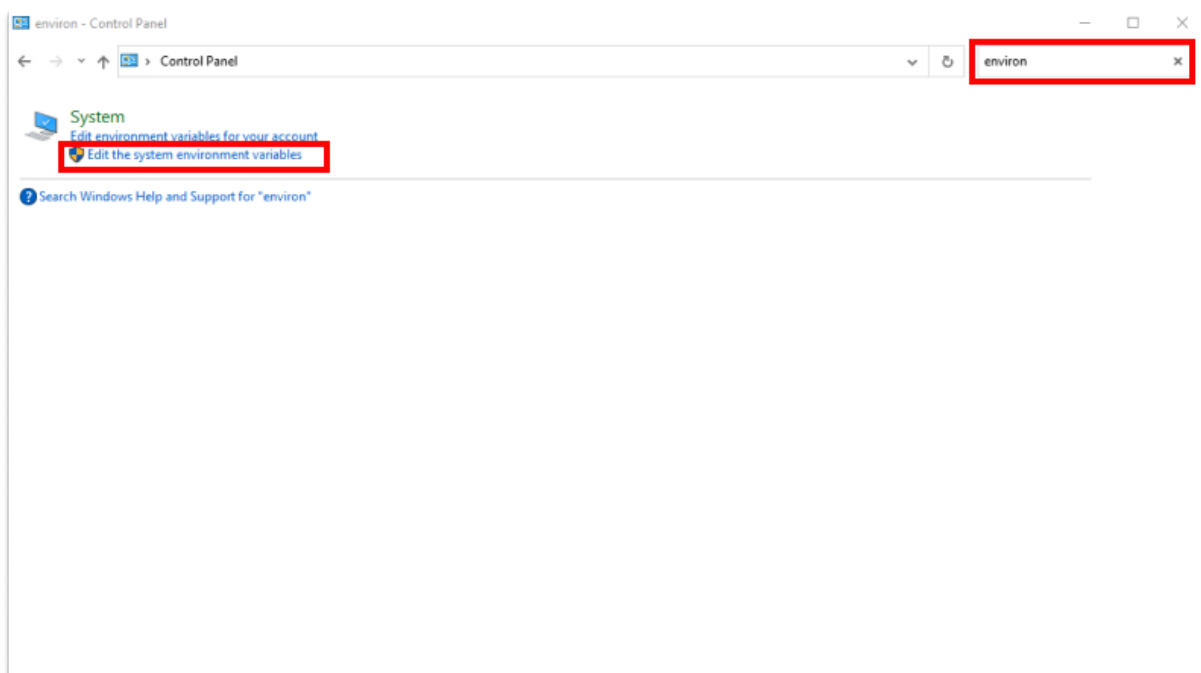 environ - Control Panel
Control Panel
environ
System
Edit environment variables for your account
Edit the system environment variables
Search Windows Help and Support for "environ"